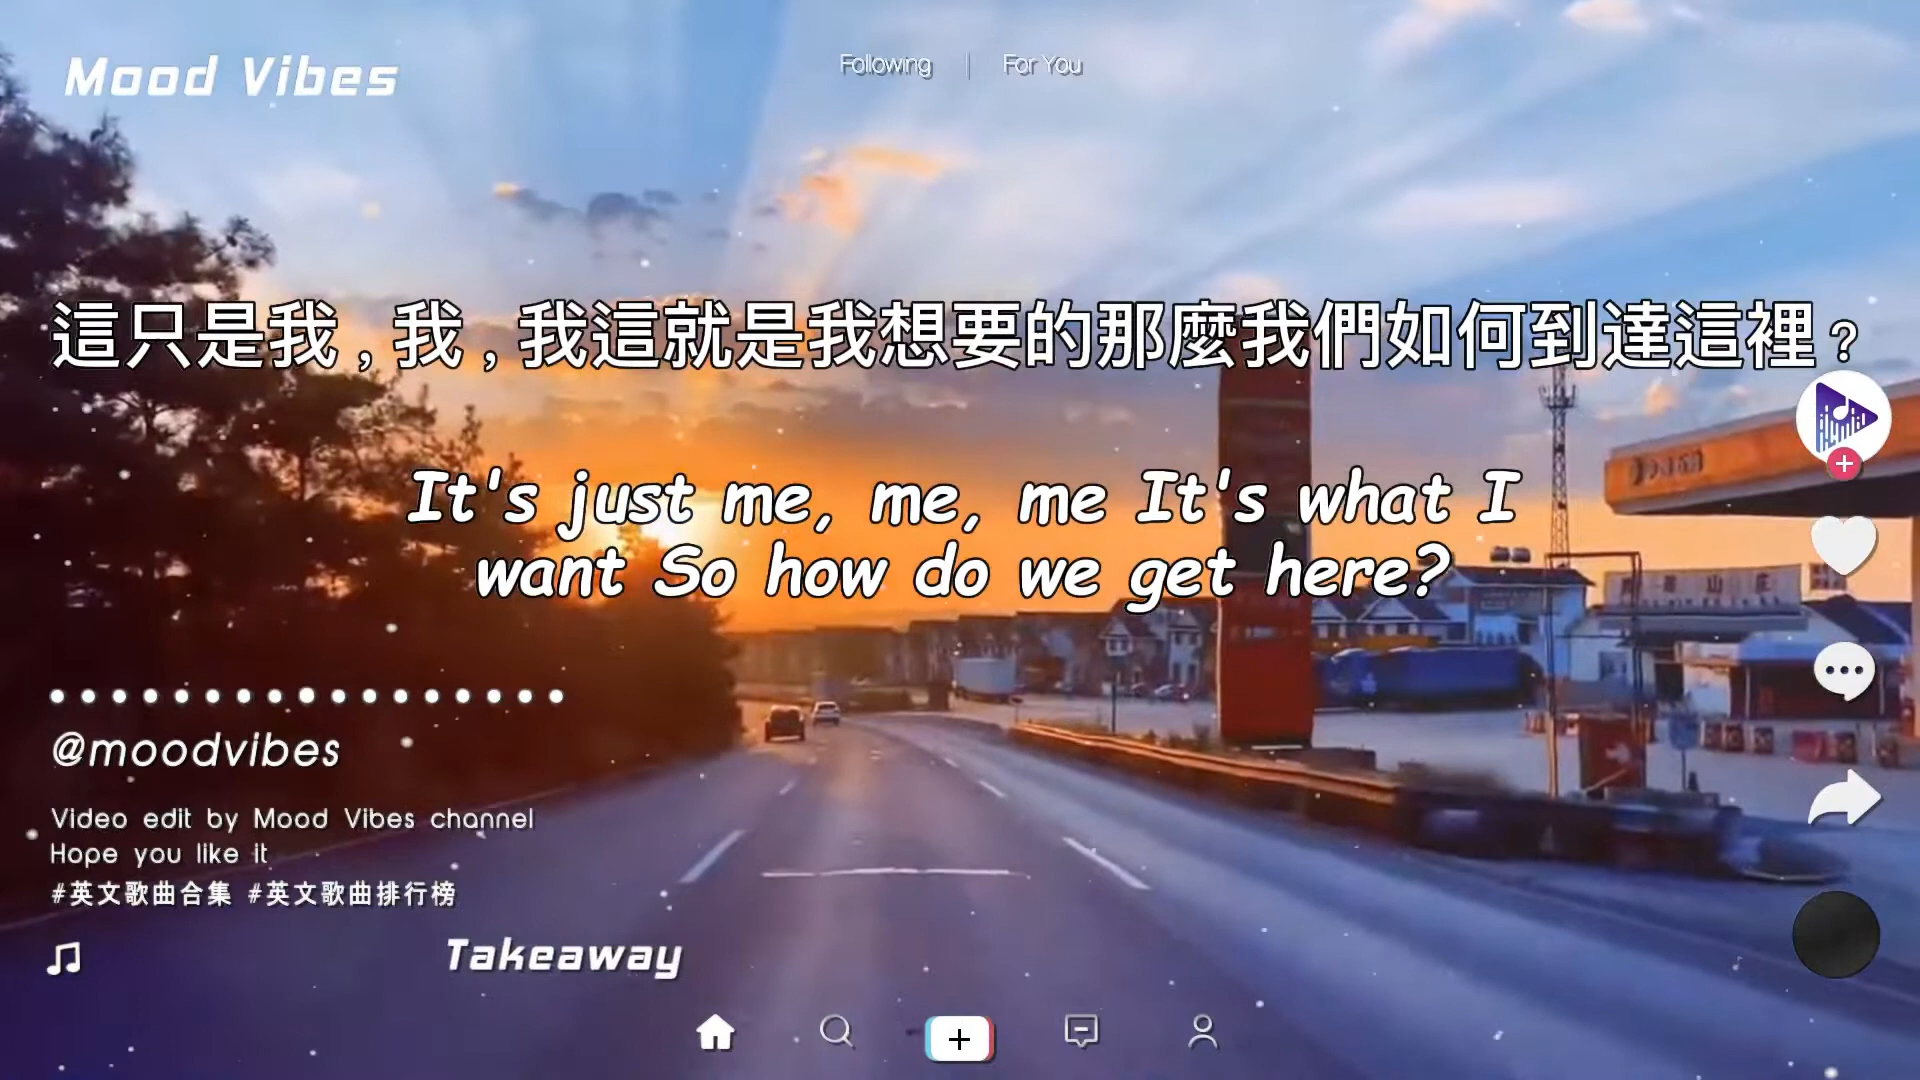 Mood Vibes
Following | For You
這只是我 , 我 , 我這就是我想要的那麼我們如何到達這裡 ?
It's just me, me, me It's what I
want So how do we get here?
@moodvibes
Video edit by Mood Vibes channel
Hope you like it
#英文歌曲合集 #英文歌曲排行榜
Takeaway